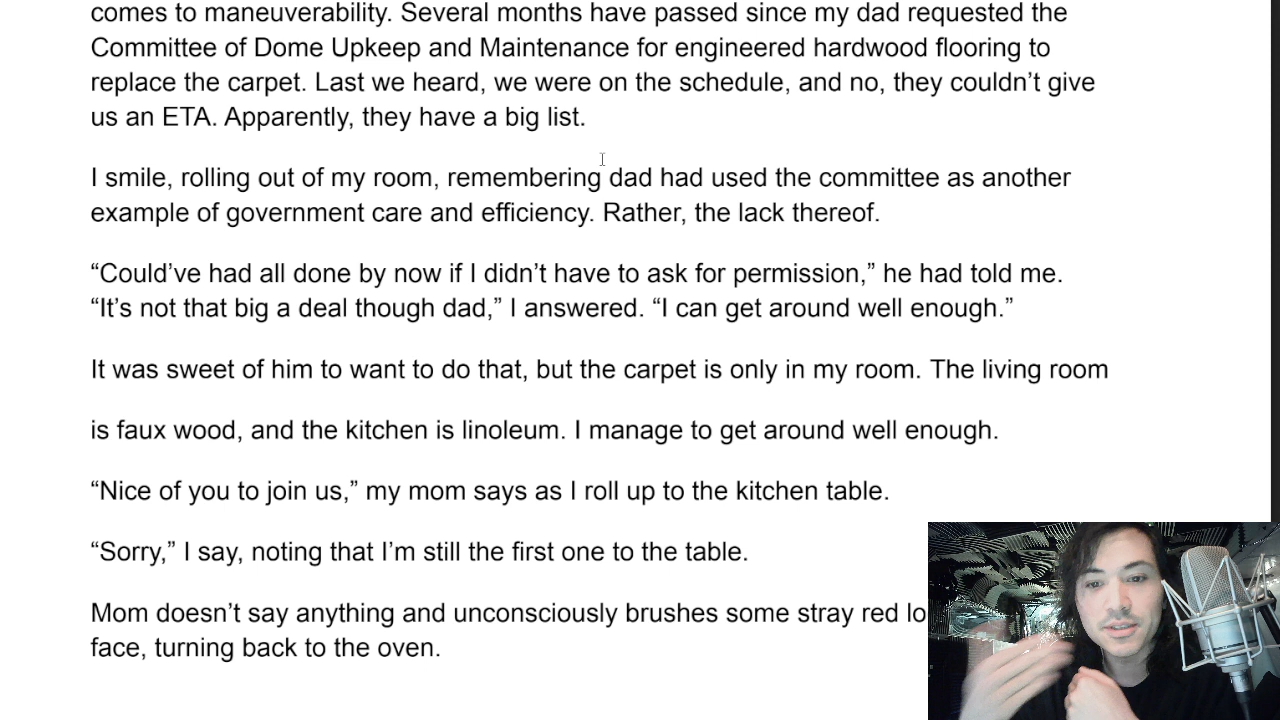 comes to maneuverability. Several months have passed since my dad requested the
Committee of Dome Upkeep and Maintenance for engineered hardwood flooring to
replace the carpet. Last we heard, we were on the schedule, and no, they couldn’t give
us an ETA. Apparently, they have a big list.
I smile, rolling out of my room, remembering dad had used the committee as another
example of government care and efficiency. Rather, the lack thereof.
“Could’ve had all done by now if I didn’t have to ask for permission,” he had told me.
“It’s not that big a deal though dad,” I answered. “I can get around well enough.”
It was sweet of him to want to do that, but the carpet is only in my room. The living room
is faux wood, and the kitchen is linoleum. I manage to get around well enough.
“Nice of you to join us,” my mom says as I roll up to the kitchen table.
“Sorry,” I say, noting that I’m still the first one to the table.
Mom doesn’t say anything and unconsciously brushes some stray red lo
face, turning back to the oven.